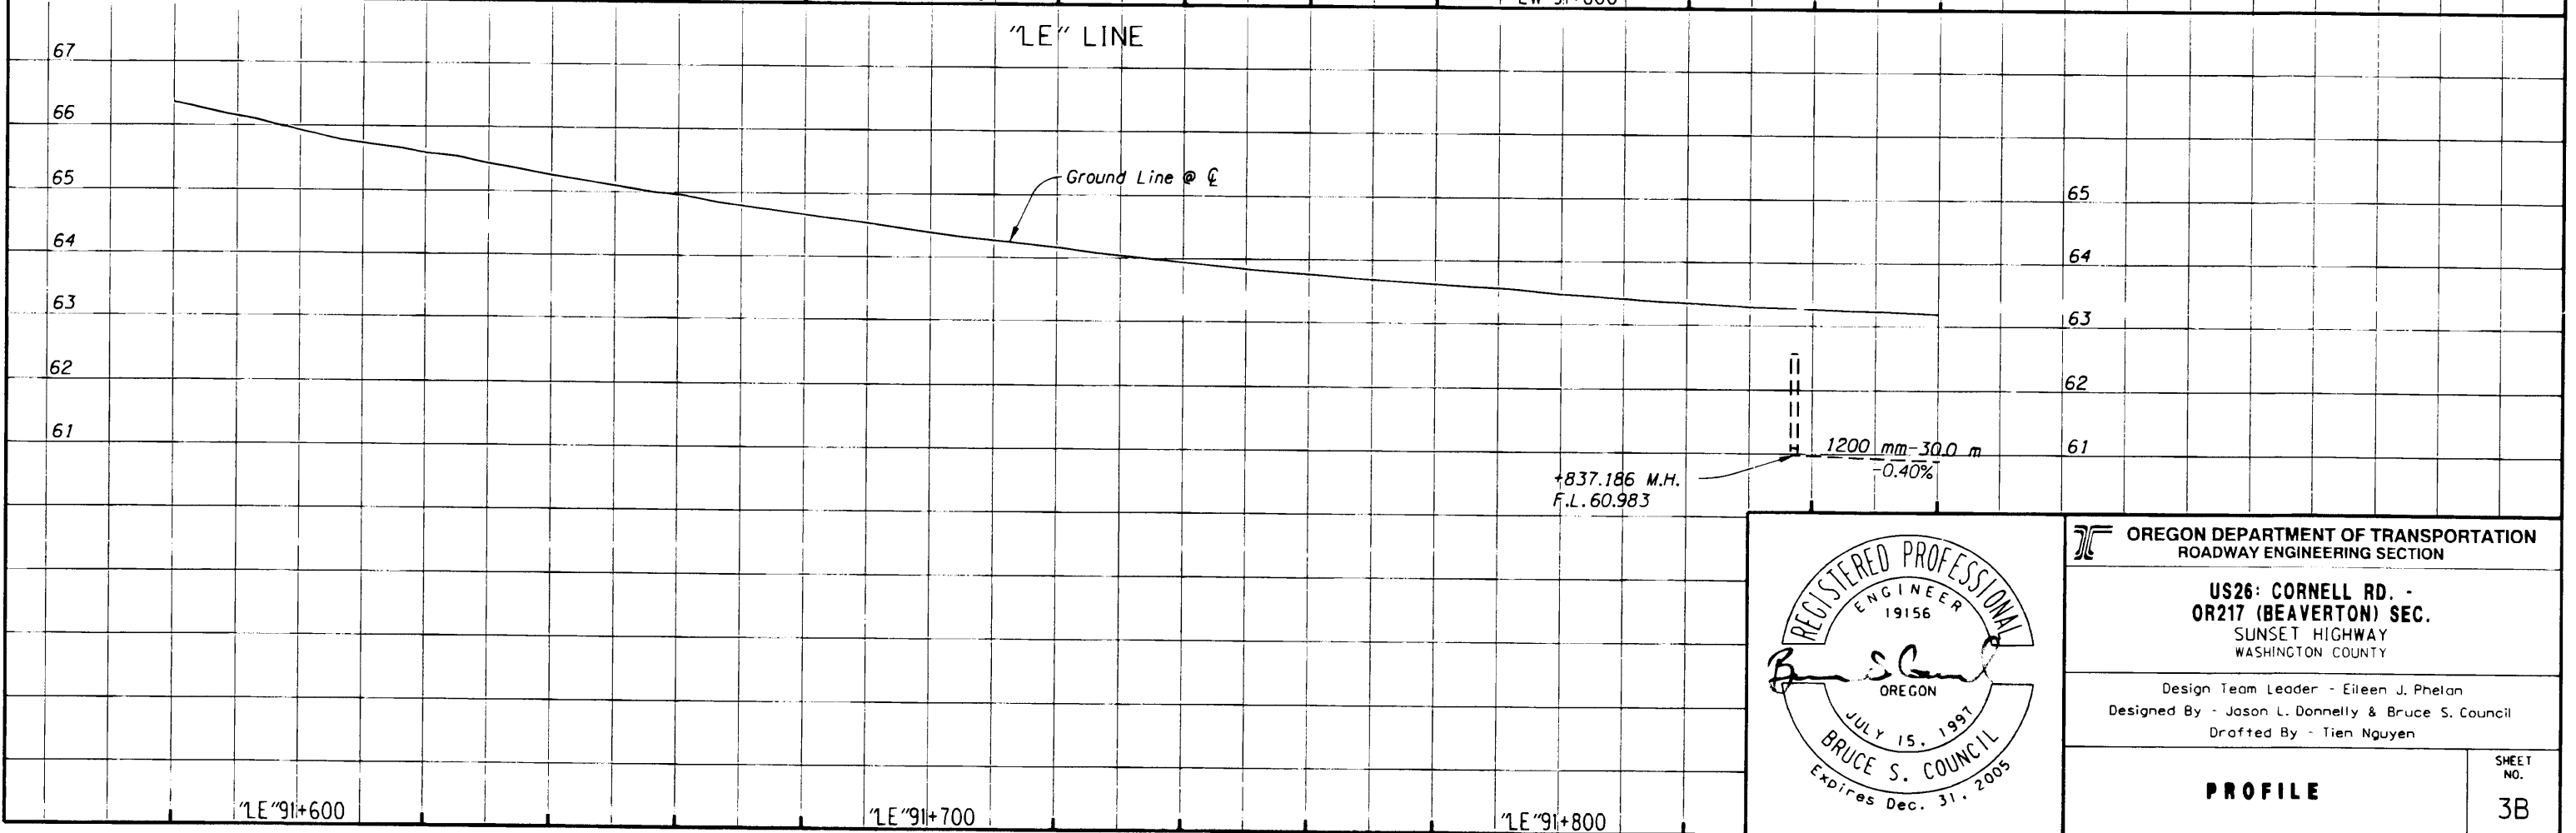 "LE" LINE
67
66
65
64
63
62
61
Ground Line @ ℄
65
64
63
62
61
1200 mm-30.0 m
-0.40%
+837.186 M.H.
F.L. 60.983
"LE"91+600
"LE"91+700
"LE"91+800
REGISTERED PROFESSIONAL
ENGINEER
19156
OREGON
JULY 15, 1997
BRUCE S. COUNCIL
Expires Dec. 31, 2005
OREGON DEPARTMENT OF TRANSPORTATION
ROADWAY ENGINEERING SECTION
US26: CORNELL RD. -
OR217 (BEAVERTON) SEC.
SUNSET HIGHWAY
WASHINGTON COUNTY
Design Team Leader - Eileen J. Phelan
Designed By - Jason L. Donnelly & Bruce S. Council
Drafted By - Tien Nguyen
PROFILE
SHEET
NO.
3B